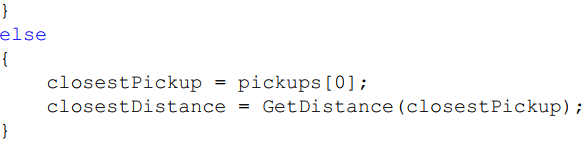 }
else
{
    closestPickup = pickups[0];
    closestDistance = GetDistance(closestPickup);
}